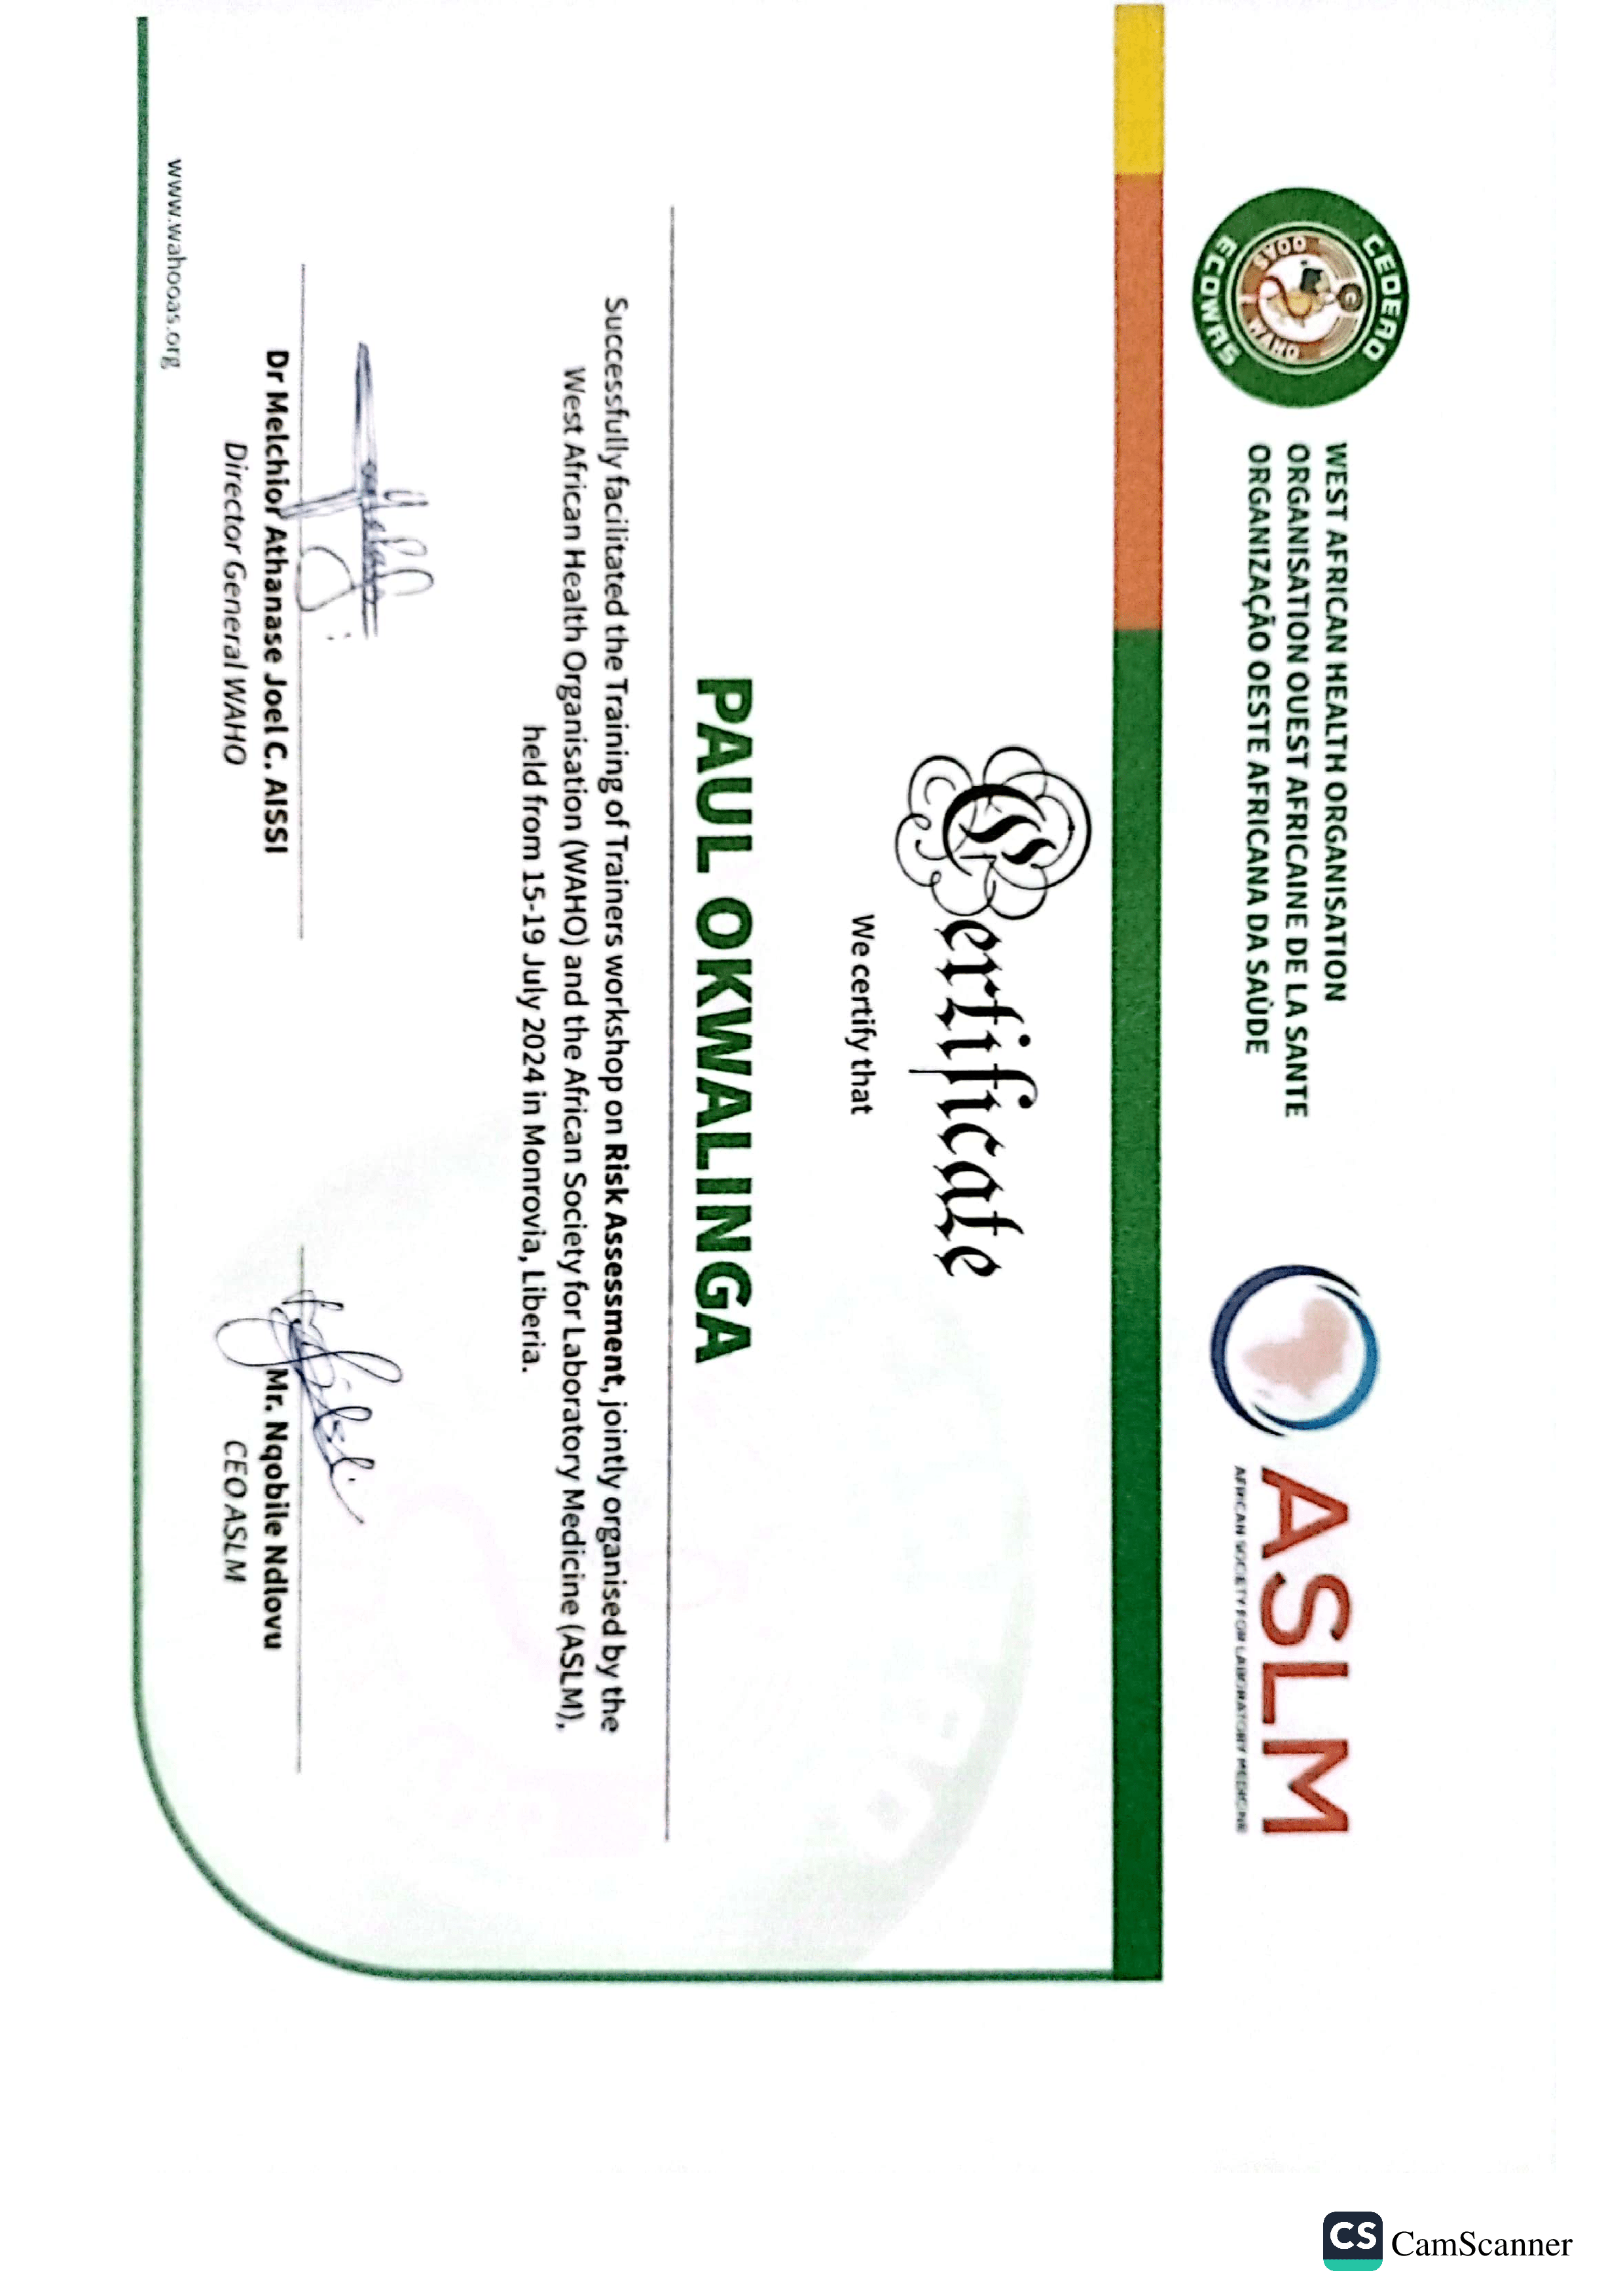 CEDEAO
OOAS
WAHO
ECOWAS
WEST AFRICAN HEALTH ORGANISATION
ORGANISATION OUEST AFRICAINE DE LA SANTE
ORGANIZAÇÃO OESTE AFRICANA DA SAÙDE
ASLM
AFRICAN SOCIETY FOR LABORATORY MEDICINE
Certificate
We certify that
PAUL OKWALINGA
Successfully facilitated the Training of Trainers workshop on Risk Assessment, jointly organised by the
West African Health Organisation (WAHO) and the African Society for Laboratory Medicine (ASLM),
held from 15-19 July 2024 in Monrovia, Liberia.
Dr Melchior Athanase Joel C. AISSI
Director General WAHO
Mr. Nqobile Ndlovu
CEO ASLM
www.wahooas.org
CS CamScanner